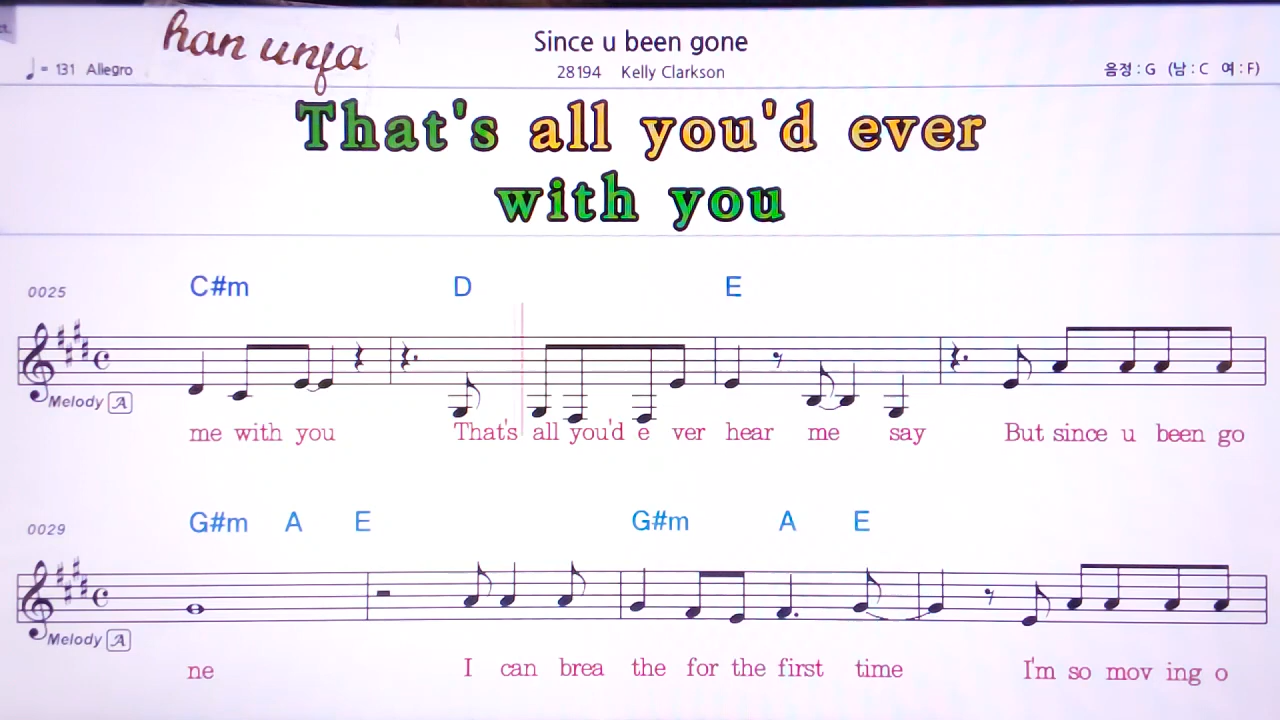 han unja
Since u been gone
♩= 131 Allegro
28194 Kelly Clarkson
음정 : G (남 : C 여 : F)
That's all you'd ever
with you
0025
C#m D E
Melody A
me with you That's all you'd e ver hear me say But since u been go
0029
G#m A E G#m A E
Melody A
ne I can brea the for the first time I'm so mov ing o